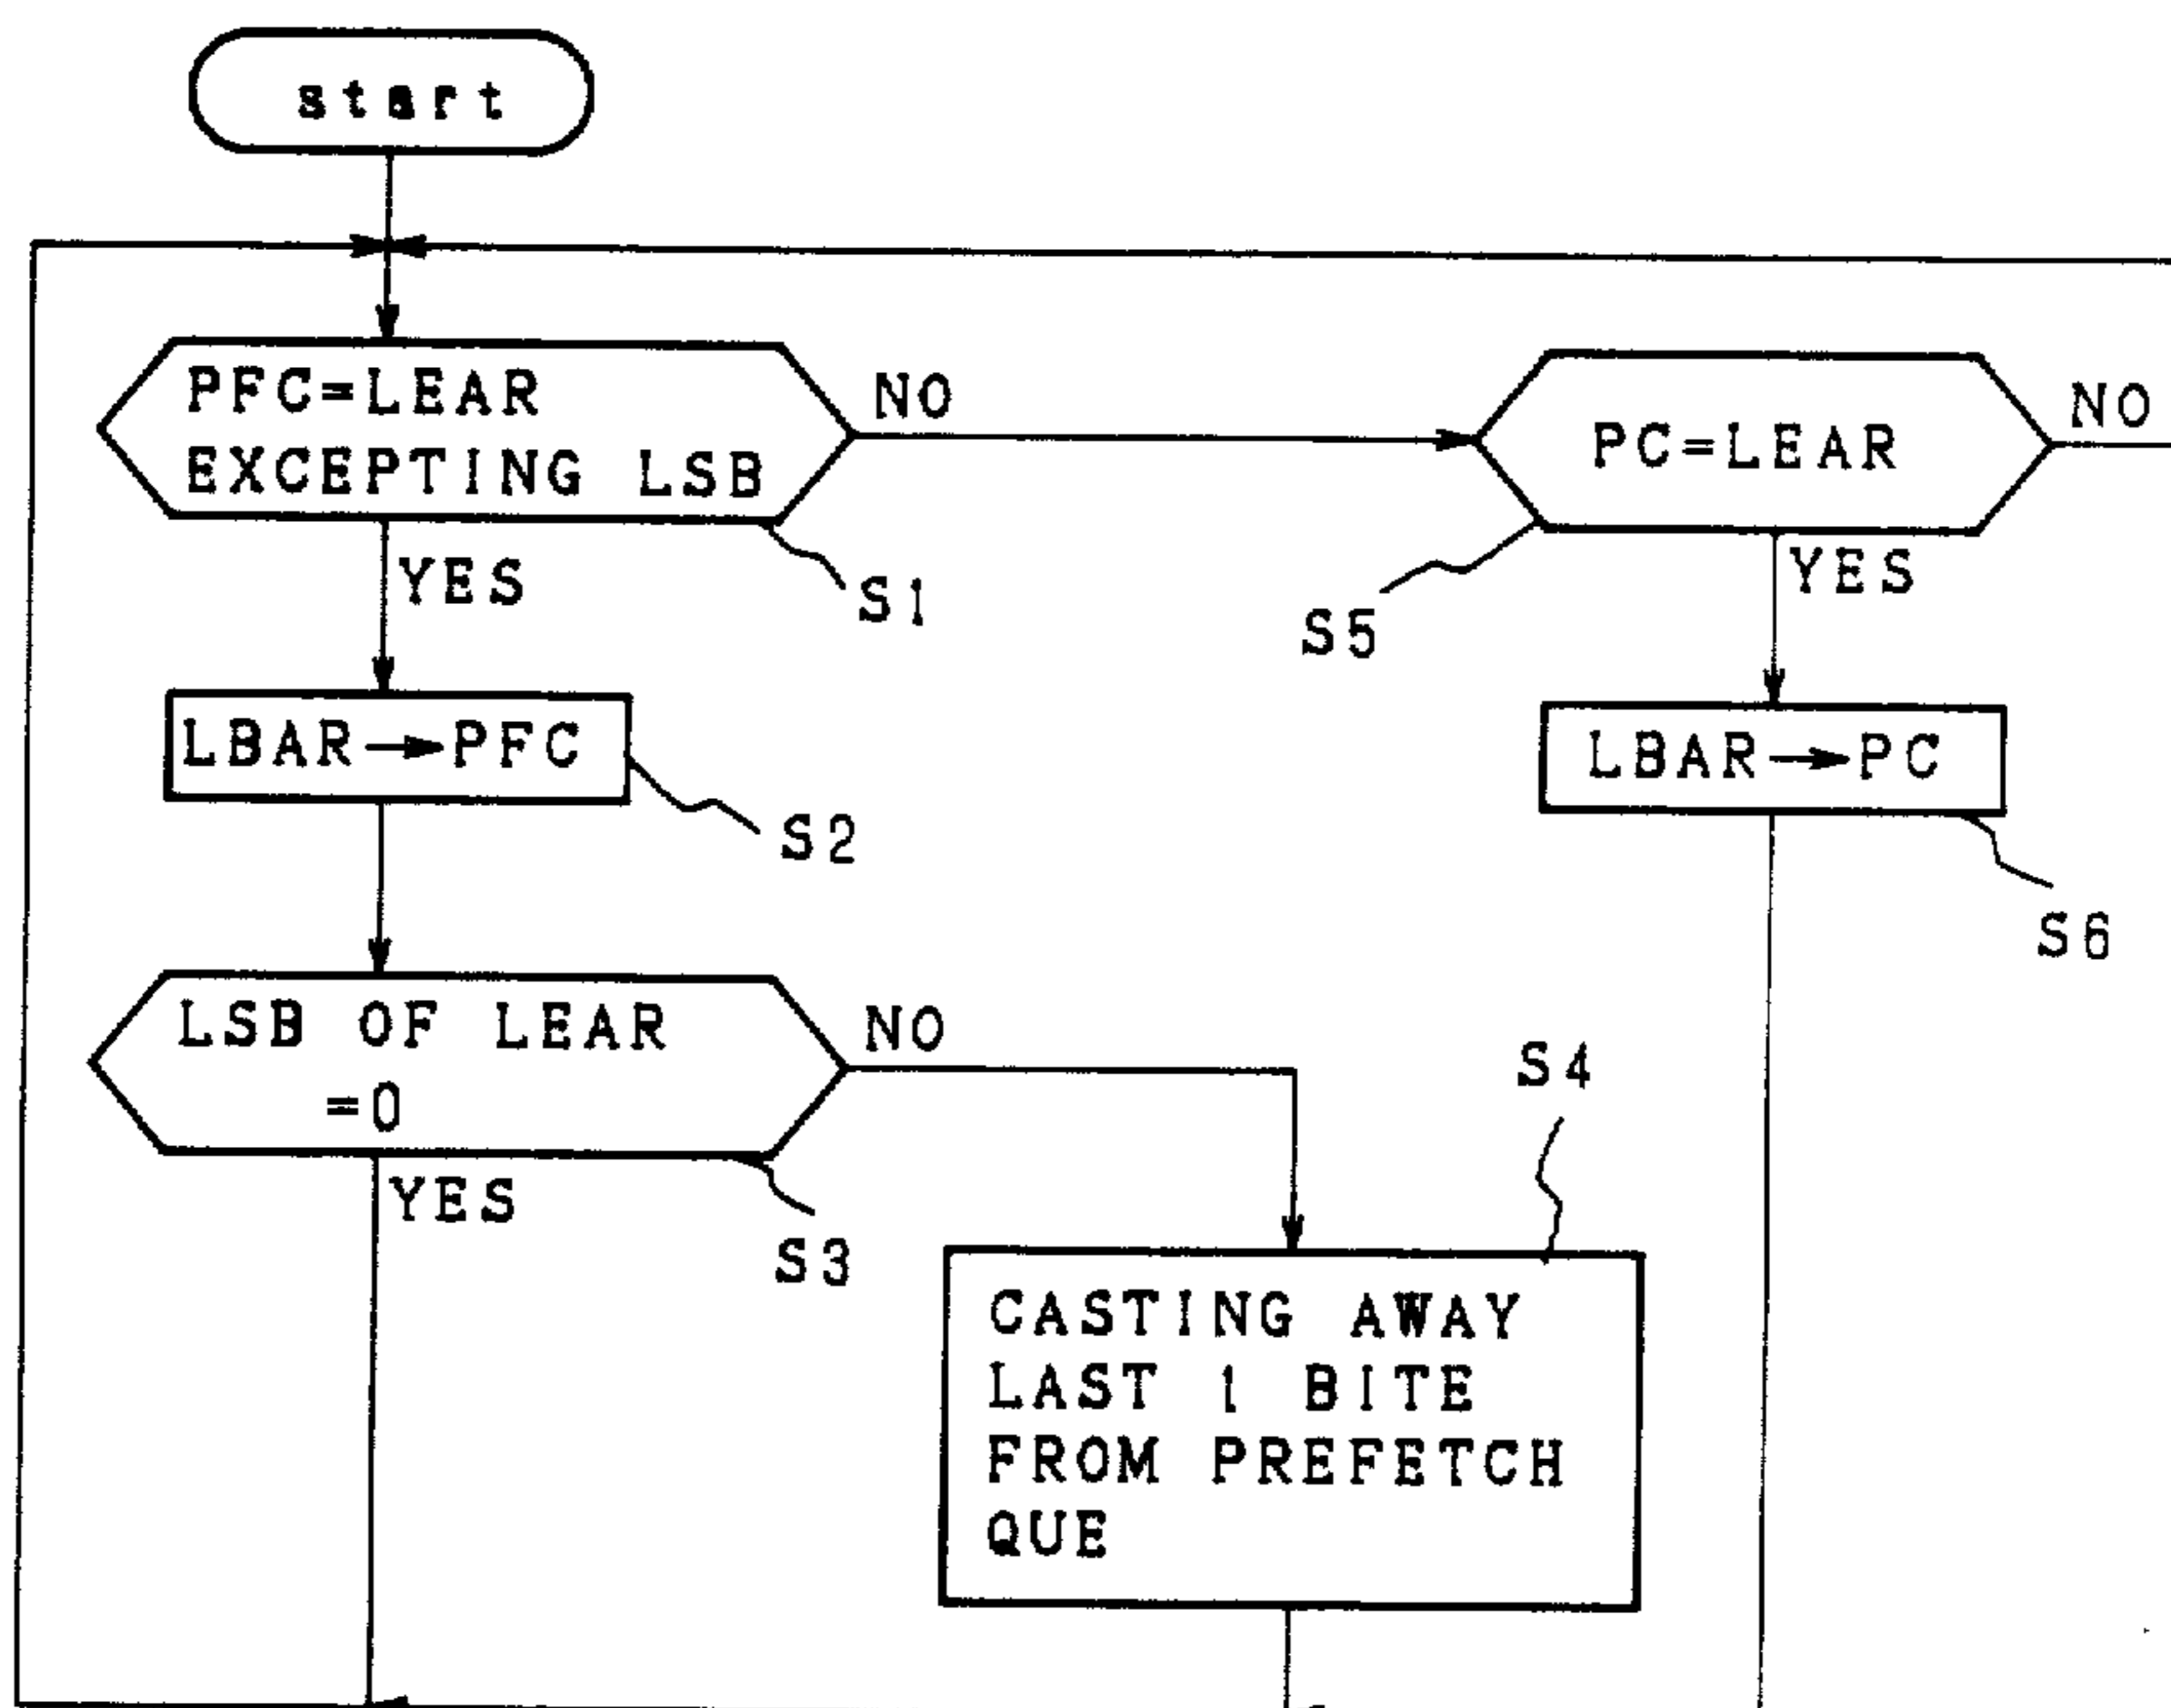 start
PFC=LEAR
EXCEPTING LSB
NO
YES
S1
PC=LEAR
NO
YES
S5
LBAR→PFC
S2
LBAR→PC
S6
LSB OF LEAR
=0
NO
YES
S3
S4
CASTING AWAY
LAST 1 BITE
FROM PREFETCH
QUE